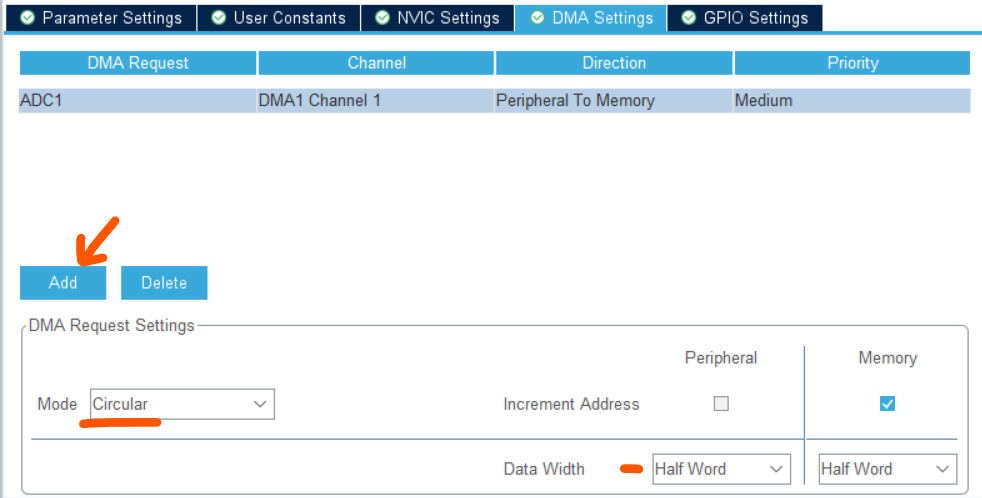 Parameter Settings User Constants NVIC Settings DMA Settings GPIO Settings
DMA Request Channel Direction Priority
ADC1 DMA1 Channel 1 Peripheral To Memory Medium
Add Delete
DMA Request Settings
Peripheral Memory
Mode Circular Increment Address
Data Width Half Word Half Word